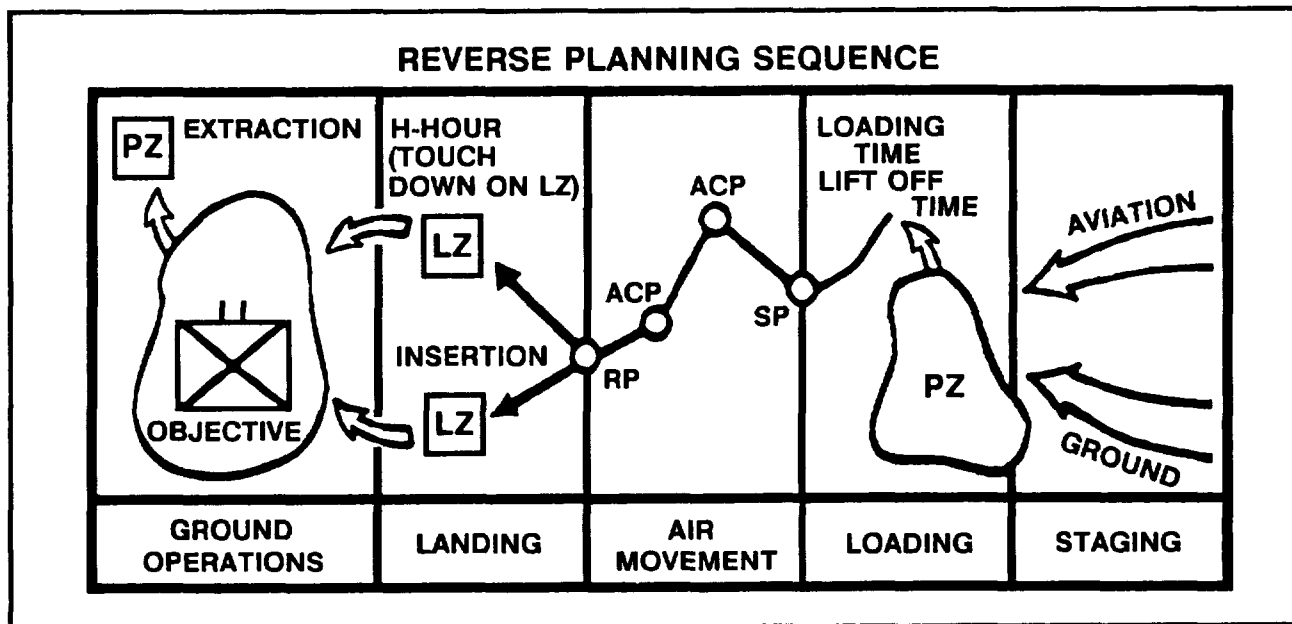 REVERSE PLANNING SEQUENCE
PZ
EXTRACTION
OBJECTIVE
H-HOUR
(TOUCH
DOWN ON LZ)
LZ
INSERTION
LZ
ACP
ACP
RP
SP
LOADING
TIME
LIFT OFF
TIME
PZ
AVIATION
GROUND
GROUND
OPERATIONS
LANDING
AIR
MOVEMENT
LOADING
STAGING